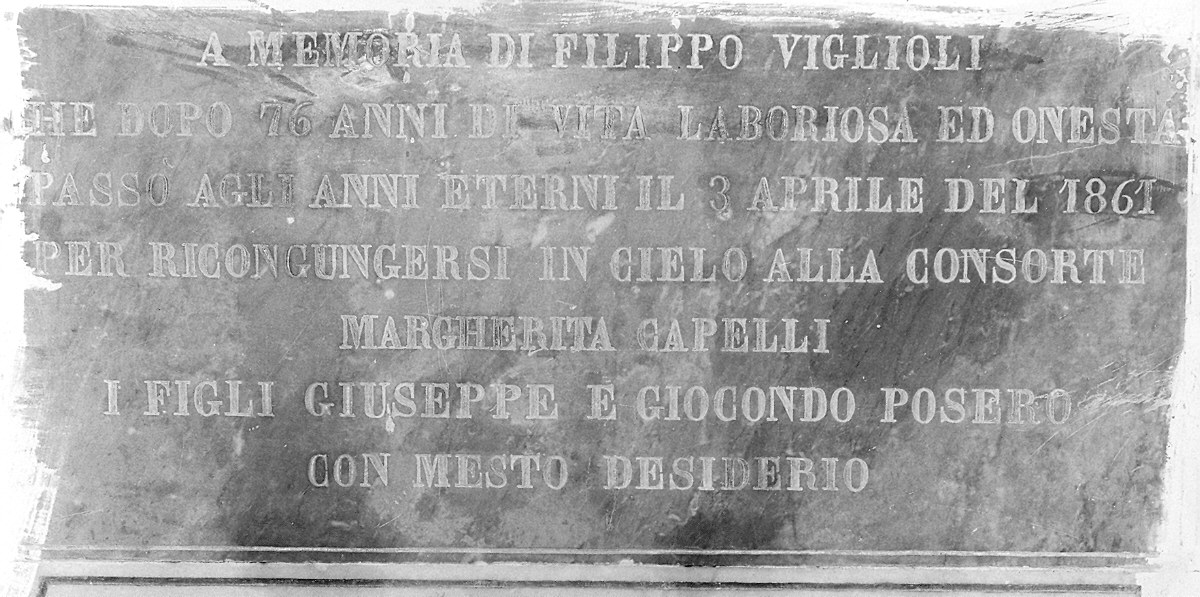 A MEMORIA DI FILIPPO VIGLIOLI
HE DOPO 76 ANNI DI VITA LABORIOSA ED ONESTA
PASSÒ AGLI ANNI ETERNI IL 3 APRILE DEL 1861
PER RICONGUNGERSI IN CIELO ALLA CONSORTE
MARGHERITA CAPELLI
I FIGLI GIUSEPPE E GIOCONDO POSERO
CON MESTO DESIDERIO